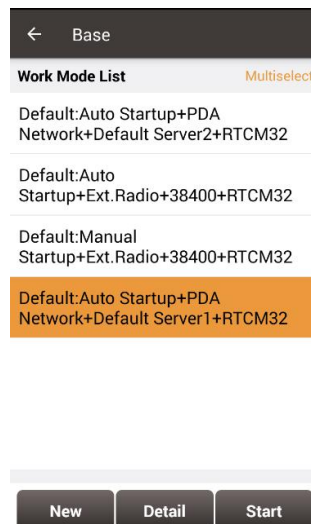 ← Base
Work Mode List Multiselect
Default:Auto Startup+PDA
Network+Default Server2+RTCM32
Default:Auto
Startup+Ext.Radio+38400+RTCM32
Default:Manual
Startup+Ext.Radio+38400+RTCM32
Default:Auto Startup+PDA
Network+Default Server1+RTCM32
New Detail Start